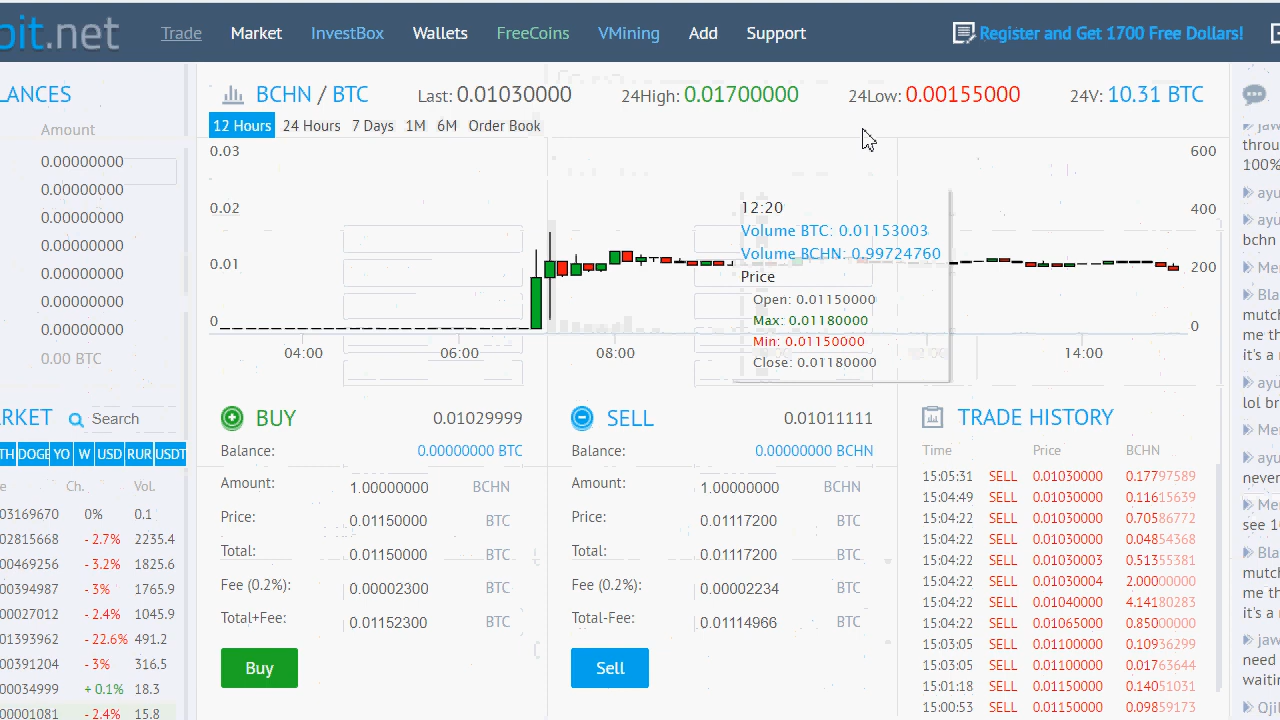 bit.net Trade Market InvestBox Wallets FreeCoins VMining Add Support Register and Get 1700 Free Dollars!
LANCES
Amount
0.00000000
0.00000000
0.00000000
0.00000000
0.00000000
0.00000000
0.00000000
0.00 BTC
BCHN / BTC Last: 0.01030000 24High: 0.01700000 24Low: 0.00155000 24V: 10.31 BTC
12 Hours 24 Hours 7 Days 1M 6M Order Book
0.03 600
0.02 400
0.01 200
0 0
04:00 06:00 08:00 14:00
12:20
Volume BTC: 0.01153003
Volume BCHN: 0.99724760
Price
Open: 0.01150000
Max: 0.01180000
Min: 0.01150000
Close: 0.01180000
RKET Search
TH DOGE YO W USD RUR USDT
e Ch. Vol.
03169670 0% 0.1
02815668 - 2.7% 2235.4
00469256 - 3.2% 1825.6
00394987 - 3% 1765.9
00027012 - 2.4% 1045.9
01393962 - 22.6% 491.2
00391204 - 3% 316.5
00034999 + 0.1% 18.3
00001081 - 2.4% 15.8
BUY 0.01029999
Balance: 0.00000000 BTC
Amount: 1.00000000 BCHN
Price: 0.01150000 BTC
Total: 0.01150000 BTC
Fee (0.2%): 0.00002300 BTC
Total+Fee: 0.01152300 BTC
Buy
SELL 0.01011111
Balance: 0.00000000 BCHN
Amount: 1.00000000 BCHN
Price: 0.01117200 BTC
Total: 0.01117200 BTC
Fee (0.2%): 0.00002234 BTC
Total-Fee: 0.01114966 BTC
Sell
TRADE HISTORY
Time Price BCHN
15:05:31 SELL 0.01030000 0.17797589
15:04:49 SELL 0.01030000 0.11615639
15:04:22 SELL 0.01030000 0.70586772
15:04:22 SELL 0.01030000 0.04854368
15:04:22 SELL 0.01030003 0.51355381
15:04:22 SELL 0.01030004 2.00000000
15:04:22 SELL 0.01040000 4.14180283
15:04:22 SELL 0.01065000 0.85000000
15:03:05 SELL 0.01100000 0.10936299
15:03:05 SELL 0.01100000 0.01763644
15:01:18 SELL 0.01150000 0.14051031
15:00:53 SELL 0.01150000 0.09859173
jaw
throu
100%
ayu
ayu
bchn
Me
Bla
mutch
me th
it's a r
ayu
lol br
Me
ayu
never
Me
see 1
Bla
mutch
me th
it's a r
jaw
need
waitin
Oji